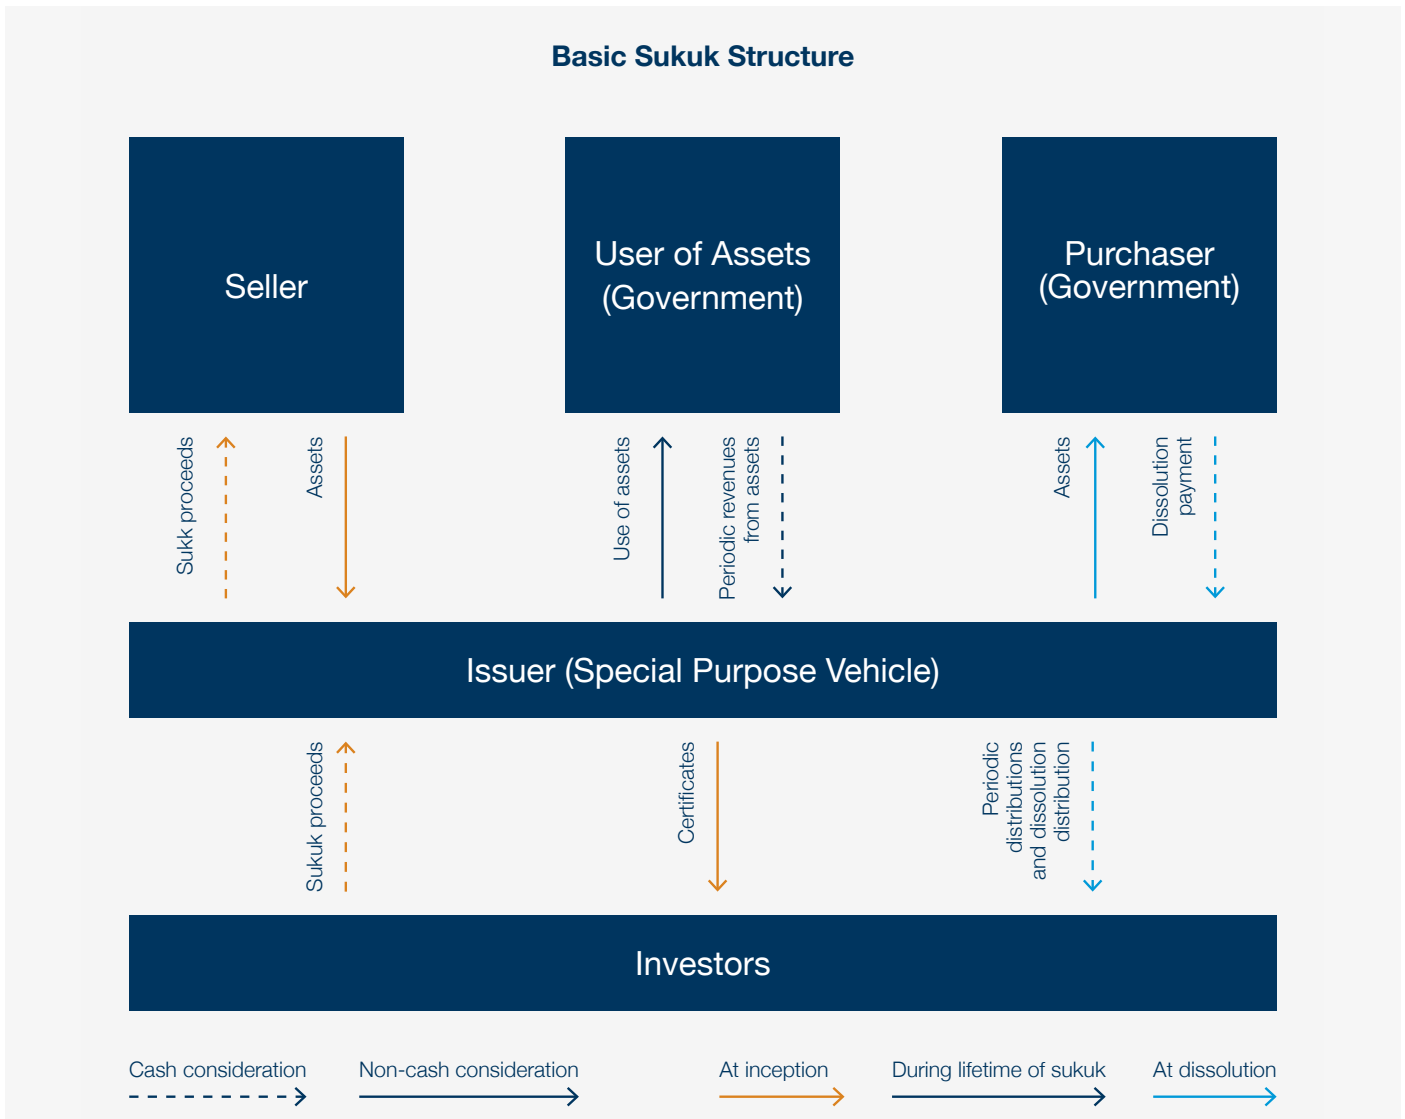 Basic Sukuk Structure
Seller
User of Assets
(Government)
Purchaser
(Government)
Sukk proceeds
Assets
Use of assets
Periodic revenues
from assets
Assets
Dissolution
payment
Issuer (Special Purpose Vehicle)
Sukuk proceeds
Certificates
Periodic
distributions
and dissolution
distribution
Investors
Cash consideration
Non-cash consideration
At inception
During lifetime of sukuk
At dissolution